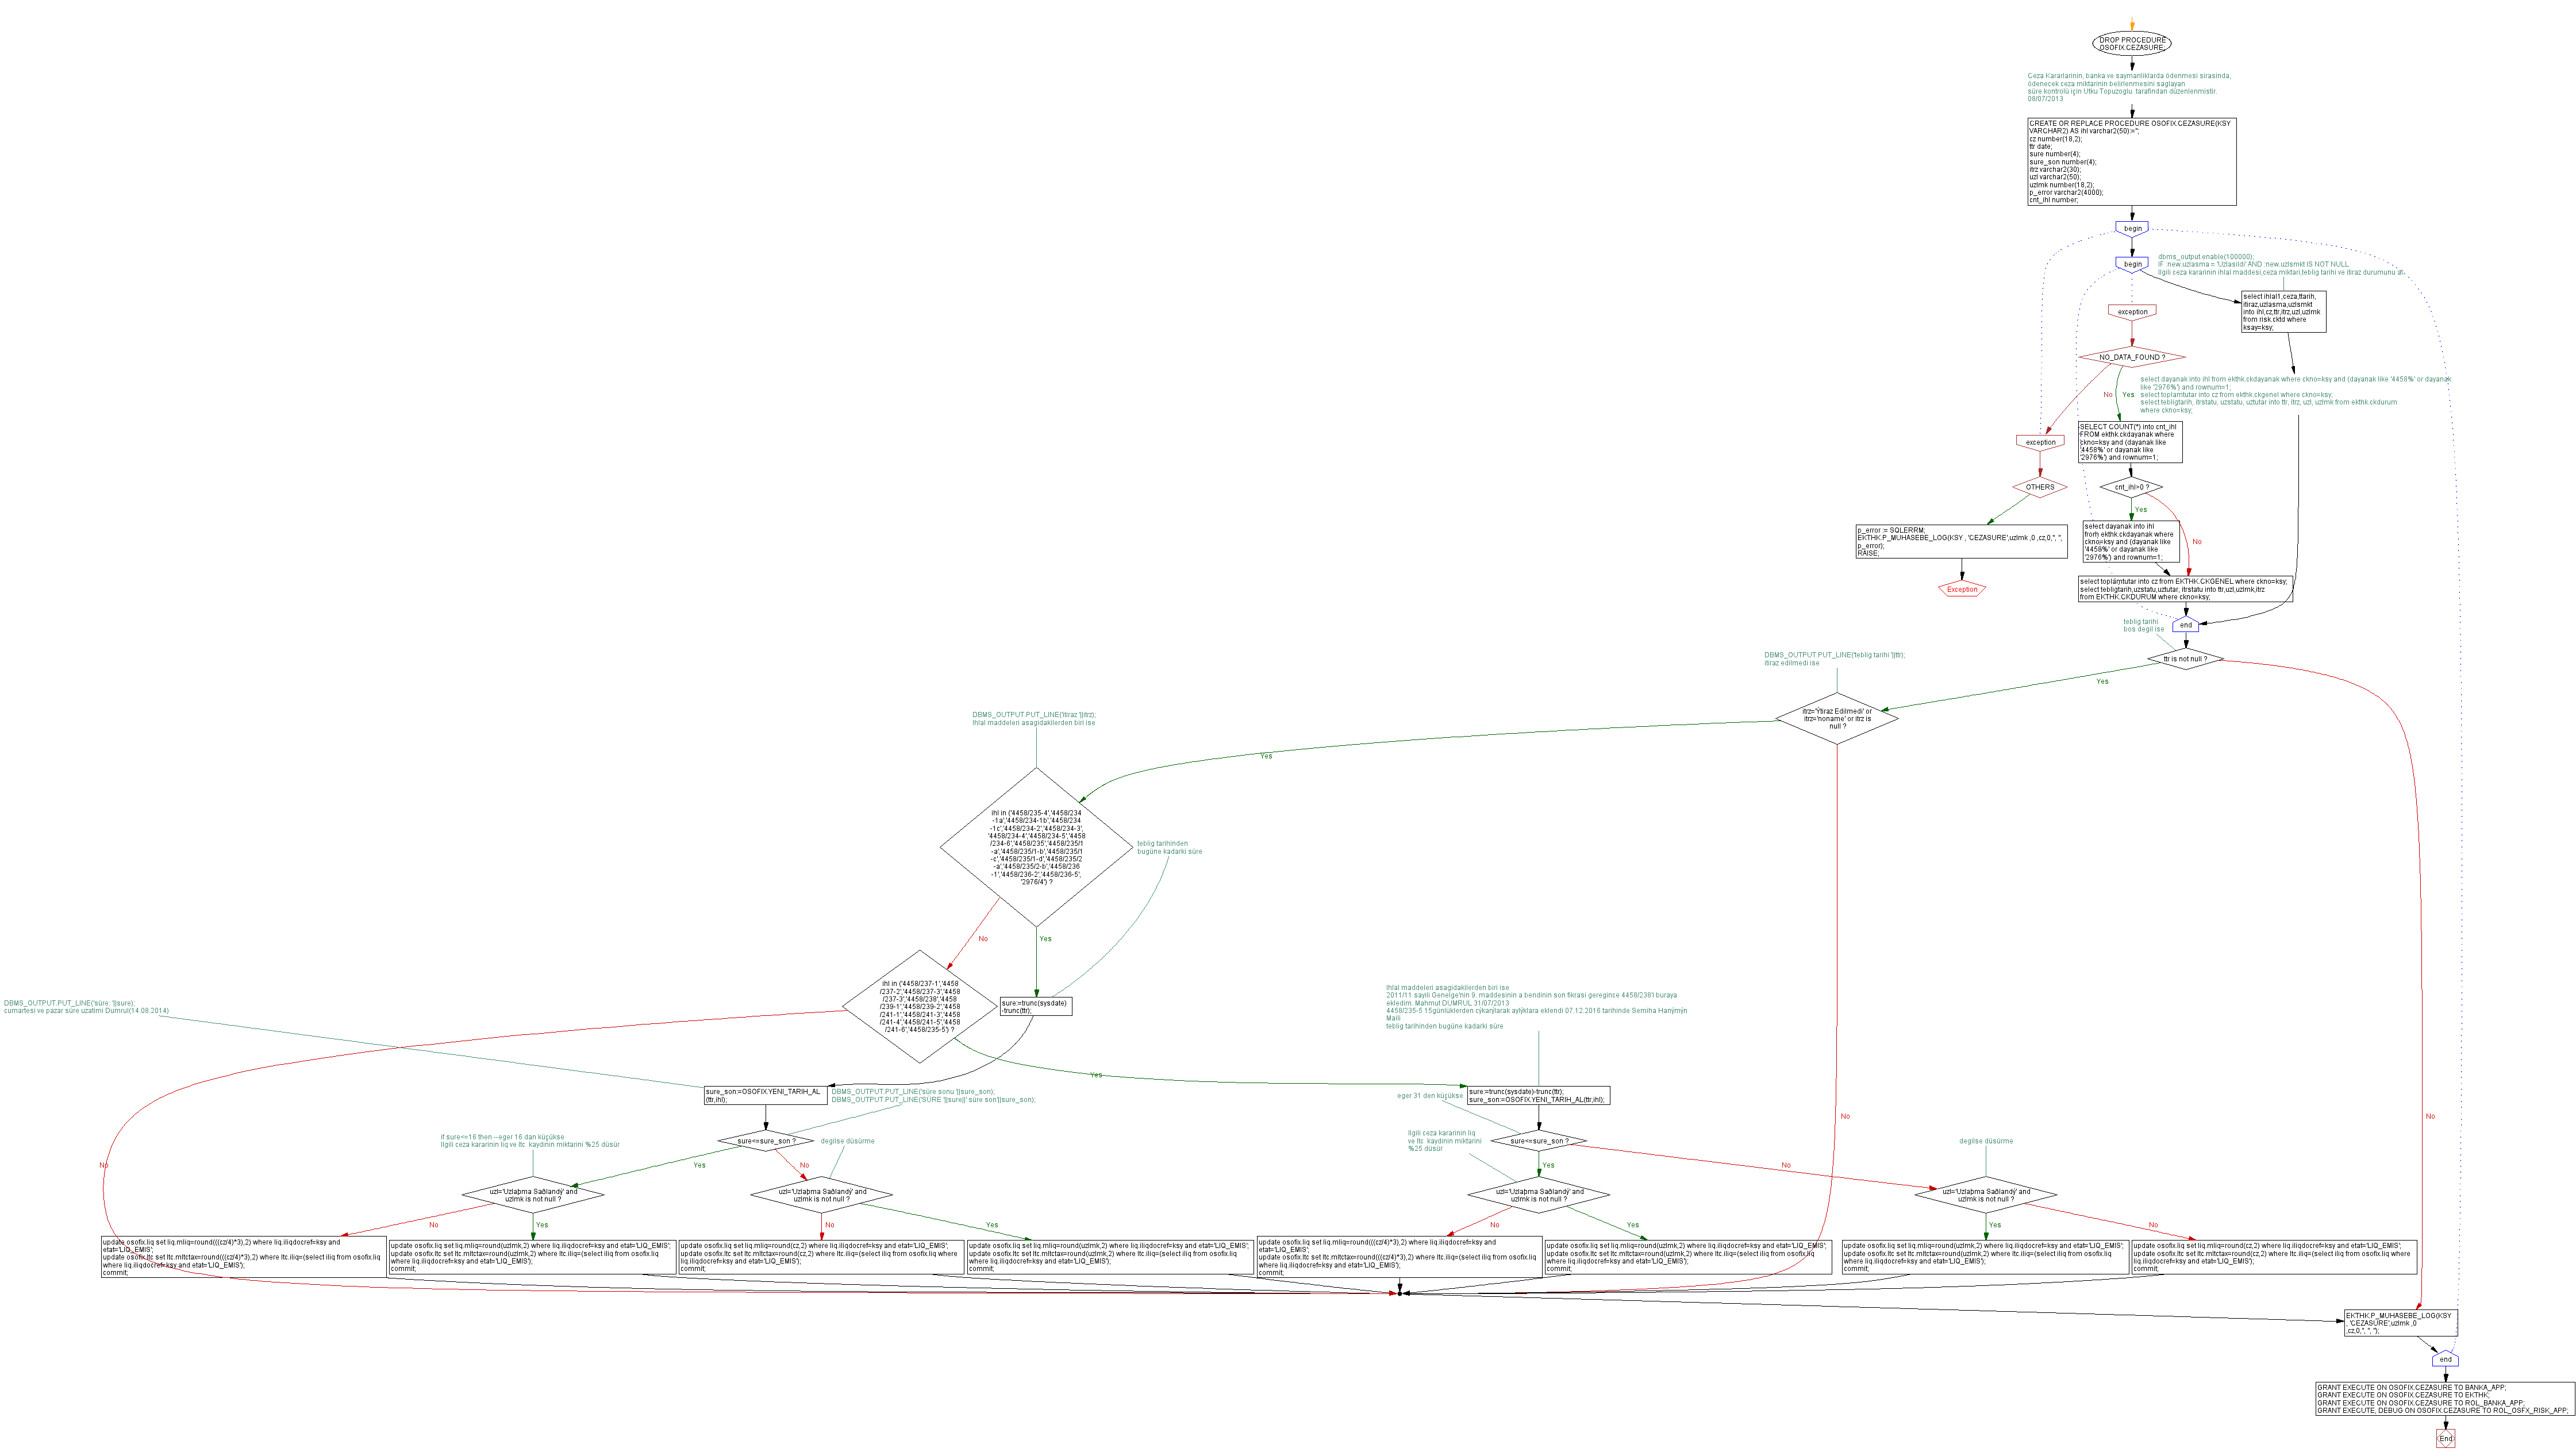 DROP PROCEDURE
OSOFIX.CEZASURE;
Ceza Kararlarinin, banka ve saymanliklarda ödenmesi sirasinda,
ödenecek ceza miktarinin belirlenmesini saglayan
süre kontrolü için Utku Topuzoglu tarafindan düzenlenmistir.
08/07/2013
CREATE OR REPLACE PROCEDURE OSOFIX.CEZASURE(KSY
VARCHAR2) AS ihl varchar2(50):='';
cz number(18,2);
ttr date;
sure number(4);
sure_son number(4);
itrz varchar2(30);
uzl varchar2(50);
uzlmk number(18,2);
p_error varchar2(4000);
cnt_ihl number;
begin
begin
dbms_output.enable(100000);
IF :new.uzlasma = 'Uzlasildi' AND :new.uzlsmkt IS NOT NULL
Ilgili ceza kararinin ihlal maddesi,ceza miktari,teblig tarihi ve itiraz durumunu al.
select ihlal1,ceza,ttarih,
itiraz,uzlasma,uzlsmkt
into ihl,cz,ttr,itrz,uzl,uzlmk
from risk.cktd where
ksay=ksy;
exception
NO_DATA_FOUND ?
No
Yes
select dayanak into ihl from ekthk.ckdayanak where ckno=ksy and (dayanak like '4458%' or dayanak
like '2976%') and rownum=1;
select toplamtutar into cz from ekthk.ckgenel where ckno=ksy;
select tebligtarih, itrstatu, uzstatu, uztutar into ttr, itrz, uzl, uzlmk from ekthk.ckdurum
where ckno=ksy;
SELECT COUNT(*) into cnt_ihl
FROM ekthk.ckdayanak where
ckno=ksy and (dayanak like
'4458%' or dayanak like
'2976%') and rownum=1;
exception
OTHERS
cnt_ihl>0 ?
Yes
No
p_error := SQLERRM;
EKTHK.P_MUHASEBE_LOG(KSY , 'CEZASURE',uzlmk ,0 ,cz,0,'', '',
p_error);
RAISE;
Exception
select dayanak into ihl
from ekthk.ckdayanak where
ckno=ksy and (dayanak like
'4458%' or dayanak like
'2976%') and rownum=1;
select toplamtutar into cz from EKTHK.CKGENEL where ckno=ksy;
select tebligtarih,uzstatu,uztutar, itrstatu into ttr,uzl,uzlmk,itrz
from EKTHK.CKDURUM where ckno=ksy;
end
teblig tarihi
bos degil ise
ttr is not null ?
Yes
DBMS_OUTPUT.PUT_LINE('teblig tarihi '||ttr);
itiraz edilmedi ise
itrz='Ýtiraz Edilmedi' or
itrz='noname' or itrz is
null ?
Yes
DBMS_OUTPUT.PUT_LINE('itiraz '||itrz);
Ihlal maddeleri asagidakilerden biri ise
ihl in ('4458/235-4','4458/234
-1a','4458/234-1b','4458/234
-1c','4458/234-2','4458/234-3',
'4458/234-4','4458/234-5','4458
/234-6','4458/235','4458/235/1
-a','4458/235/1-b','4458/235/1
-c','4458/235/1-d','4458/235/2
-a','4458/235/2-b','4458/236
-1','4458/236-2','4458/236-5',
'2976/4') ?
teblig tarihinden
bugüne kadarki süre
No
Yes
ihl in ('4458/237-1','4458
/237-2','4458/237-3','4458
/237-3','4458/238','4458
/239-1','4458/239-2','4458
/241-1','4458/241-3','4458
/241-4','4458/241-5','4458
/241-6','4458/235-5') ?
sure:=trunc(sysdate)
-trunc(ttr);
DBMS_OUTPUT.PUT_LINE('süre: '||sure);
cumartesi ve pazar süre uzatimi Dumrul(14.08.2014)
Ihlal maddeleri asagidakilerden biri ise
2011/11 sayili Genelge'nin 9. maddesinin a bendinin son fikrasi geregince 4458/238'i buraya
ekledim. Mahmut DUMRUL 31/07/2013
4458/235-5 15günlüklerden cýkarýlarak aylýklara eklendi 07.12.2016 tarihinde Semiha Hanýmýn
Maili
teblig tarihinden bugüne kadarki süre
Yes
sure_son:=OSOFIX.YENI_TARIH_AL
(ttr,ihl);
DBMS_OUTPUT.PUT_LINE('süre sonu '||sure_son);
DBMS_OUTPUT.PUT_LINE('SÜRE '||sure||' süre son'||sure_son);
sure:=trunc(sysdate)-trunc(ttr);
sure_son:=OSOFIX.YENI_TARIH_AL(ttr,ihl);
eger 31 den küçükse
No
No
if sure<=16 then --eger 16 dan küçükse
Ilgili ceza kararinin liq ve ltc kaydinin miktarini %25 düsür
sure<=sure_son ?
degilse düsürme
Ilgili ceza kararinin liq
ve ltc kaydinin miktarini
%25 düsür
sure<=sure_son ?
degilse düsürme
No
Yes
No
Yes
No
uzl='Uzlaþma Saðlandý' and
uzlmk is not null ?
uzl='Uzlaþma Saðlandý' and
uzlmk is not null ?
uzl='Uzlaþma Saðlandý' and
uzlmk is not null ?
uzl='Uzlaþma Saðlandý' and
uzlmk is not null ?
No
Yes
No
Yes
No
Yes
Yes
No
update osofix.liq set liq.mliq=round(((cz/4)*3),2) where liq.iliqdocref=ksy and
etat='LIQ_EMIS';
update osofix.ltc set ltc.mltctax=round(((cz/4)*3),2) where ltc.iliq=(select iliq from osofix.liq
where liq.iliqdocref=ksy and etat='LIQ_EMIS');
commit;
update osofix.liq set liq.mliq=round(uzlmk,2) where liq.iliqdocref=ksy and etat='LIQ_EMIS';
update osofix.ltc set ltc.mltctax=round(uzlmk,2) where ltc.iliq=(select iliq from osofix.liq
where liq.iliqdocref=ksy and etat='LIQ_EMIS');
commit;
update osofix.liq set liq.mliq=round(cz,2) where liq.iliqdocref=ksy and etat='LIQ_EMIS';
update osofix.ltc set ltc.mltctax=round(cz,2) where ltc.iliq=(select iliq from osofix.liq where
liq.iliqdocref=ksy and etat='LIQ_EMIS');
commit;
update osofix.liq set liq.mliq=round(uzlmk,2) where liq.iliqdocref=ksy and etat='LIQ_EMIS';
update osofix.ltc set ltc.mltctax=round(uzlmk,2) where ltc.iliq=(select iliq from osofix.liq
where liq.iliqdocref=ksy and etat='LIQ_EMIS');
commit;
update osofix.liq set liq.mliq=round(((cz/4)*3),2) where liq.iliqdocref=ksy and
etat='LIQ_EMIS';
update osofix.ltc set ltc.mltctax=round(((cz/4)*3),2) where ltc.iliq=(select iliq from osofix.liq
where liq.iliqdocref=ksy and etat='LIQ_EMIS');
commit;
update osofix.liq set liq.mliq=round(uzlmk,2) where liq.iliqdocref=ksy and etat='LIQ_EMIS';
update osofix.ltc set ltc.mltctax=round(uzlmk,2) where ltc.iliq=(select iliq from osofix.liq
where liq.iliqdocref=ksy and etat='LIQ_EMIS');
commit;
update osofix.liq set liq.mliq=round(uzlmk,2) where liq.iliqdocref=ksy and etat='LIQ_EMIS';
update osofix.ltc set ltc.mltctax=round(uzlmk,2) where ltc.iliq=(select iliq from osofix.liq
where liq.iliqdocref=ksy and etat='LIQ_EMIS');
commit;
update osofix.liq set liq.mliq=round(cz,2) where liq.iliqdocref=ksy and etat='LIQ_EMIS';
update osofix.ltc set ltc.mltctax=round(cz,2) where ltc.iliq=(select iliq from osofix.liq where
liq.iliqdocref=ksy and etat='LIQ_EMIS');
commit;
EKTHK.P_MUHASEBE_LOG(KSY
, 'CEZASURE',uzlmk ,0
,cz,0,'', '', '');
end
GRANT EXECUTE ON OSOFIX.CEZASURE TO BANKA_APP;
GRANT EXECUTE ON OSOFIX.CEZASURE TO EKTHK;
GRANT EXECUTE ON OSOFIX.CEZASURE TO ROL_BANKA_APP;
GRANT EXECUTE, DEBUG ON OSOFIX.CEZASURE TO ROL_OSFX_RISK_APP;
End